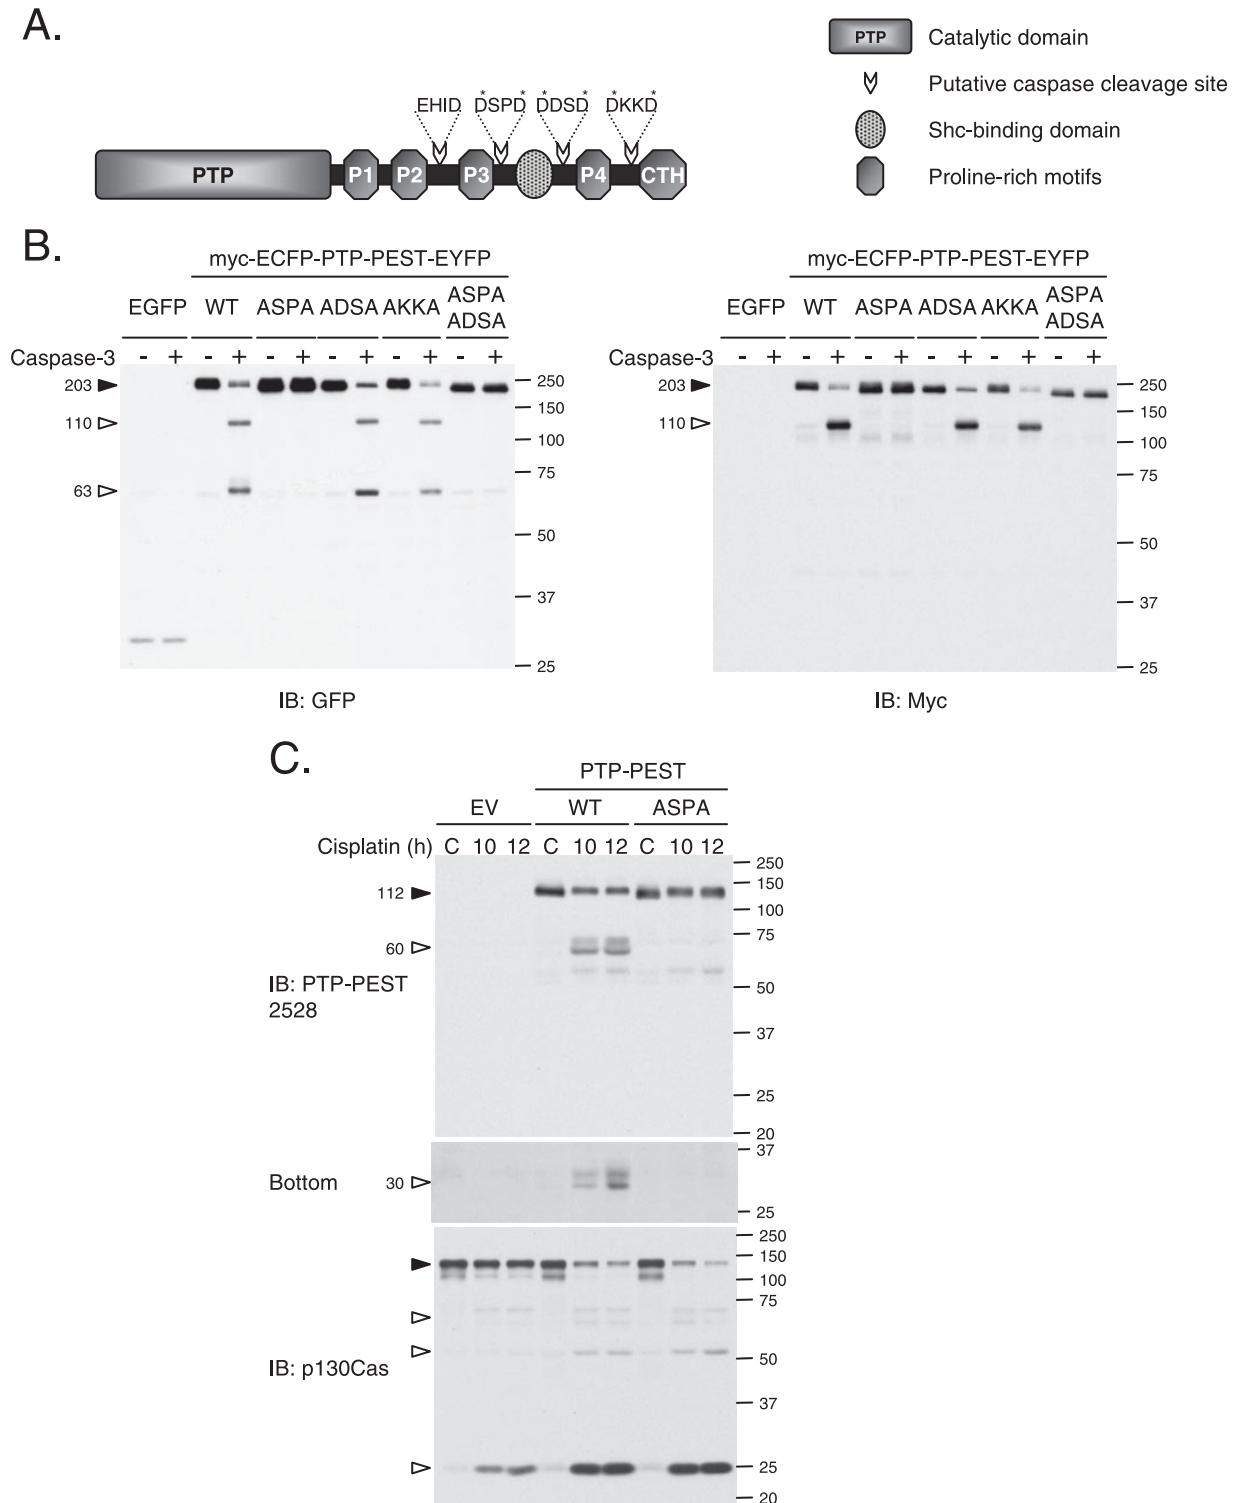 A.
PTP Catalytic domain
Putative caspase cleavage site
Shc-binding domain
Proline-rich motifs
EHID *DSPD* *DDSD* *DKKD*
PTP P1 P2 P3 P4 CTH
B.
myc-ECFP-PTP-PEST-EYFP
EGFP WT ASPA ADSA AKKA ASPA ADSA
Caspase-3 - + - + - + - + - + - +
203
110
63
250
150
100
75
50
37
25
IB: GFP
myc-ECFP-PTP-PEST-EYFP
EGFP WT ASPA ADSA AKKA ASPA ADSA
Caspase-3 - + - + - + - + - + - +
203
110
250
150
100
75
50
37
25
IB: Myc
C.
PTP-PEST
EV WT ASPA
Cisplatin (h) C 10 12 C 10 12 C 10 12
112
60
IB: PTP-PEST
2528
250
150
100
75
50
37
25
20
Bottom 30
37
25
IB: p130Cas
250
150
100
75
50
37
25
20